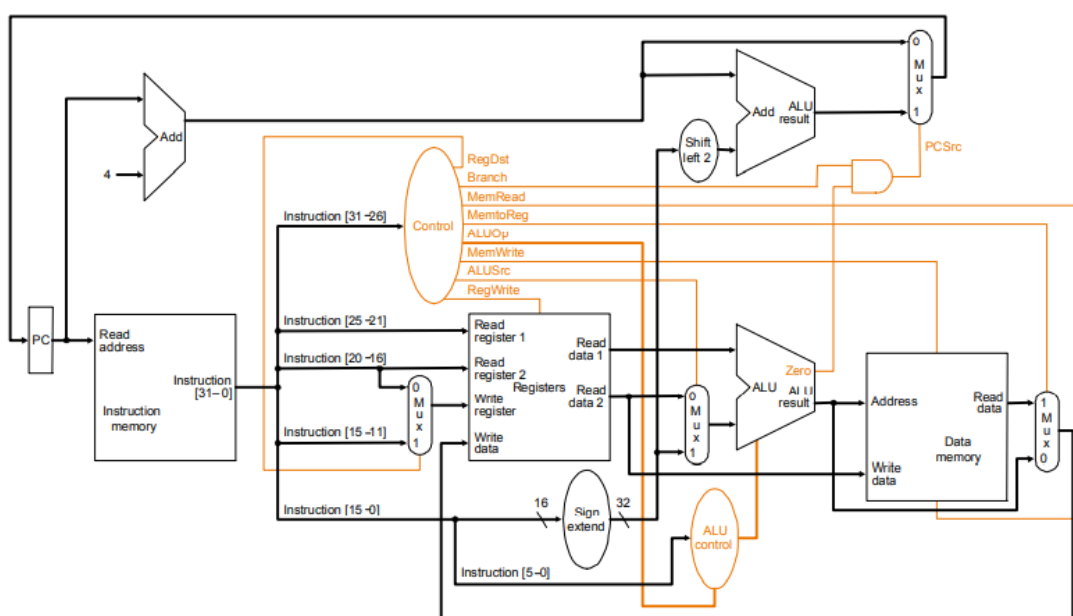 0
M
u
x
1
Add
ALU
result
Add
4
Shift
left 2
PCSrc
RegDst
Branch
MemRead
MemtoReg
ALUOp
MemWrite
ALUSrc
RegWrite
Control
Instruction [31–26]
Instruction [25–21]
Instruction [20–16]
Instruction [15–11]
Instruction [15–0]
Instruction [5–0]
PC
Read
address
Instruction
[31–0]
Instruction
memory
0
M
u
x
1
Read
register 1
Read
register 2
Write
register
Write
data
Registers
Read
data 1
Read
data 2
16
Sign
extend
32
0
M
u
x
1
Zero
ALU
ALU
result
ALU
control
Address
Write
data
Read
data
Data
memory
1
M
u
x
0